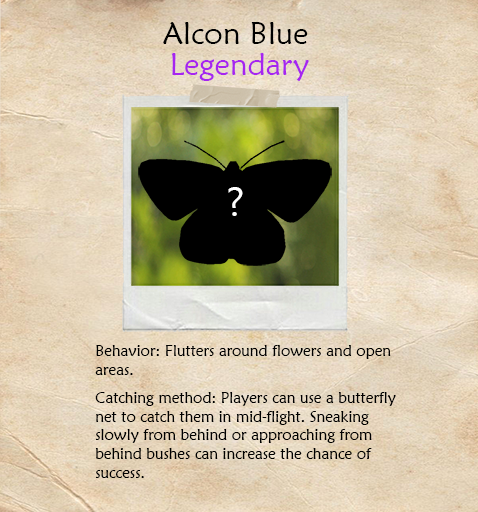 Alcon Blue
Legendary
?
Behavior: Flutters around flowers and open
areas.
Catching method: Players can use a butterfly
net to catch them in mid-flight. Sneaking
slowly from behind or approaching from
behind bushes can increase the chance of
success.